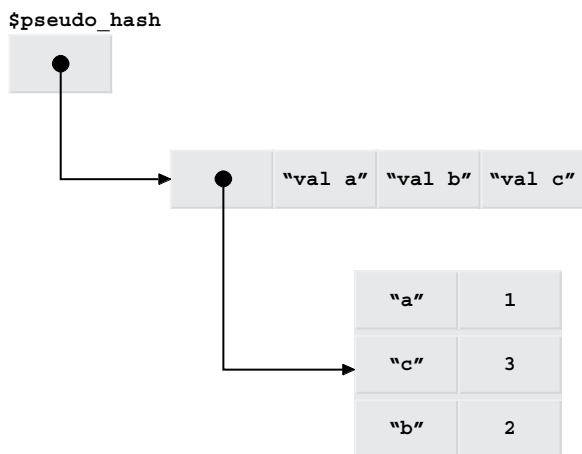 $pseudo_hash
“val a” “val b” “val c”
“a” 1
“c” 3
“b” 2